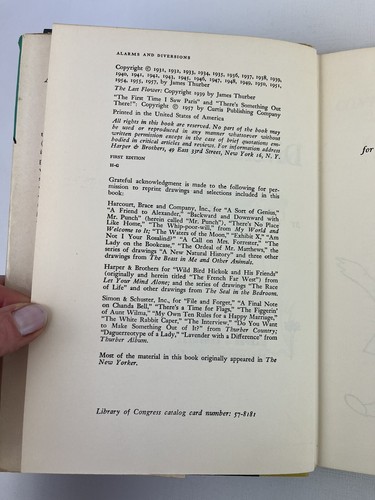 ALARMS AND DIVERSIONS
Copyright © 1931, 1932, 1933, 1934, 1935, 1936, 1937, 1938, 1939,
1940, 1941, 1942, 1943, 1945, 1946, 1947, 1948, 1949, 1950, 1951,
1954, 1955, 1957, by James Thurber
The Last Flower: Copyright 1939 by James Thurber
"The First Time I Saw Paris" and "There's Something Out
There!": Copyright © 1957 by Curtis Publishing Company
Printed in the United States of America
All rights in this book are reserved. No part of the book may
be used or reproduced in any manner whatsoever without
written permission except in the case of brief quotations em-
bodied in critical articles and reviews. For information address
Harper & Brothers, 49 East 33rd Street, New York 16, N. Y.
FIRST EDITION
H-G
Grateful acknowledgment is made to the following for per-
mission to reprint drawings and selections included in this
book:
Harcourt, Brace and Company, Inc., for "A Sort of Genius,"
"A Friend to Alexander," "Backward and Downward with
Mr. Punch" (herein called "Mr. Punch"), "There's No Place
Like Home," "The Whip-poor-will," from My World and
Welcome to It; "The Waters of the Moon," "Exhibit X," "Am
Not I Your Rosalind?" "A Call on Mrs. Forrester," "The
Lady on the Bookcase," "The Ordeal of Mr. Matthews," the
series of drawings "A New Natural History" and three other
drawings from The Beast in Me and Other Animals.
Harper & Brothers for "Wild Bird Hickok and His Friends"
(originally and herein titled "The French Far West") from
Let Your Mind Alone; and the series of drawings "The Race
of Life" and other drawings from The Seal in the Bedroom.
Simon & Schuster, Inc., for "File and Forget," "A Final Note
on Chanda Bell," "There's a Time for Flags," "The Figgerin'
of Aunt Wilma," "My Own Ten Rules for a Happy Marriage,"
"The White Rabbit Caper," "The Interview," "Do You Want
to Make Something Out of It?" from Thurber Country;
"Daguerreotype of a Lady," "Lavender with a Difference" from
Thurber Album.
Most of the material in this book originally appeared in The
New Yorker.
Library of Congress catalog card number: 57-8181
D
for